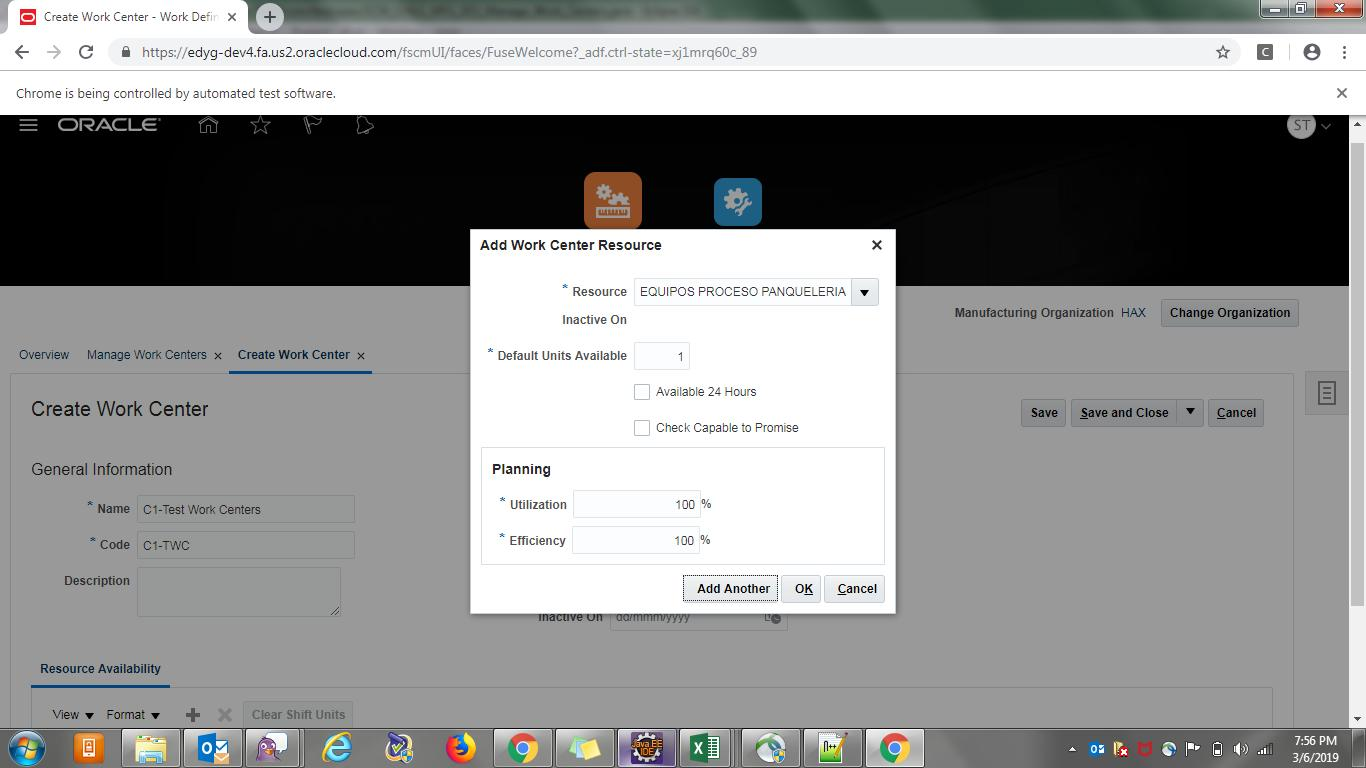 Create Work Center - Work Defin
https://edyg-dev4.fa.us2.oraclecloud.com/fscmUI/faces/FuseWelcome?_adf.ctrl-state=xj1mrq60c_89
C
Chrome is being controlled by automated test software.
ORACLE
ST
Add Work Center Resource
* Resource EQUIPOS PROCESO PANQUELERIA
Inactive On
* Default Units Available 1
Available 24 Hours
Check Capable to Promise
Planning
* Utilization 100 %
* Efficiency 100 %
Add Another OK Cancel
Manufacturing Organization HAX Change Organization
Overview Manage Work Centers Create Work Center
Create Work Center
Save Save and Close Cancel
General Information
* Name C1-Test Work Centers
* Code C1-TWC
Description
Inactive On dd/mmm/yyyy
Resource Availability
View Format Clear Shift Units
Java EE
IDE
7:56 PM
3/6/2019